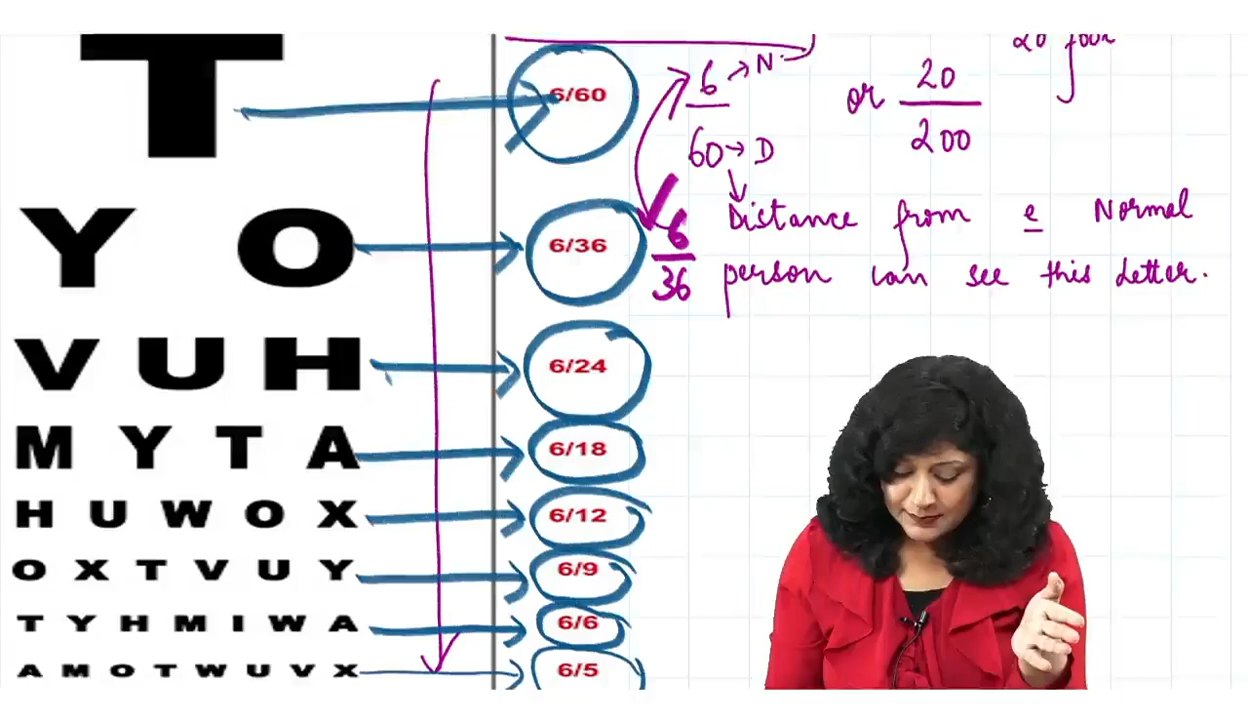 T
6/60
6 → N
60 → D
or 20
200
20
Y O
6/36
6
36
Distance from e Normal
person can see this Letter.
V U H
6/24
M Y T A
6/18
H U W O X
6/12
O X T V U Y
6/9
T Y H M I W A
6/6
A M O T W U V X
6/5